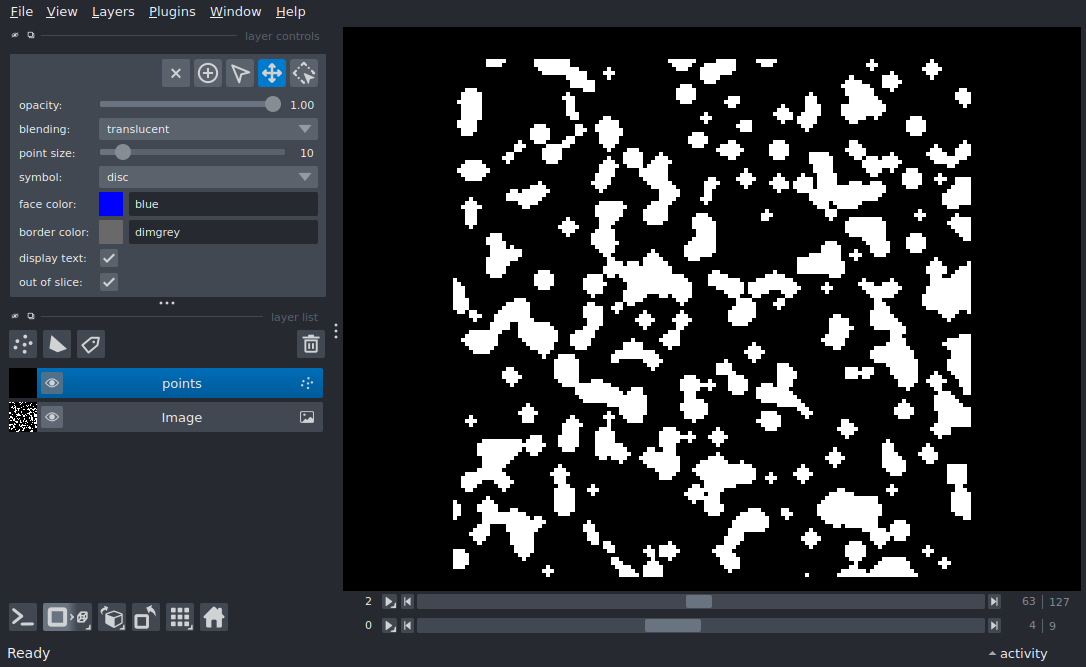 File View Layers Plugins Window Help
layer controls
opacity: 1.00
blending: translucent
point size: 10
symbol: disc
face color: blue
border color: dimgrey
display text:
out of slice:
layer list
points
Image
2 63 | 127
0 4 | 9
Ready activity